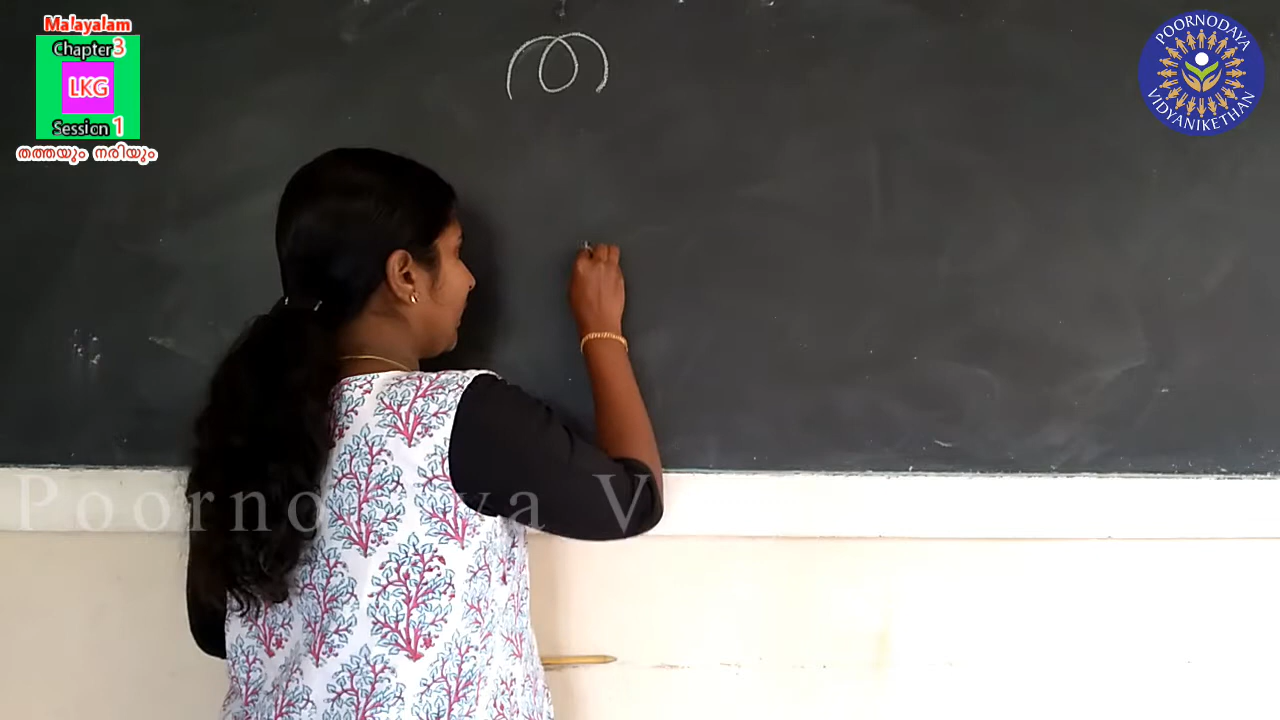 Malayalam
Chapter 3
LKG
Session 1
തത്തയും നരിയും
ത
POORNODAYA
VIDYANIKETHAN
Poornodaya V